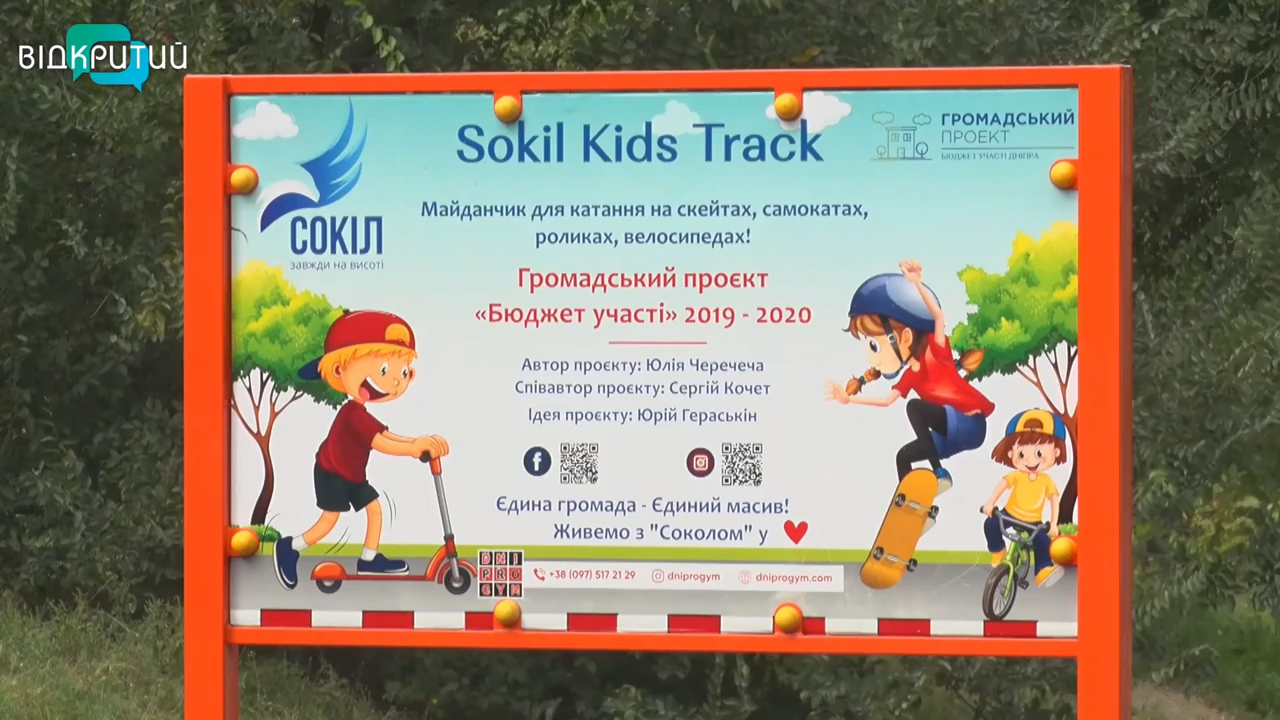 ВІДКРИТИЙ
Sokil Kids Track
ГРОМАДСЬКИЙ
ПРОЕКТ
БЮДЖЕТ УЧАСТІ ДНІПРА
СОКІЛ
завжди на висоті
Майданчик для катання на скейтах, самокатах,
роликах, велосипедах!
Громадський проєкт
«Бюджет участі» 2019 - 2020
Автор проєкту: Юлія Черечеча
Співавтор проєкту: Сергій Кочет
Ідея проєкту: Юрій Гераськін
Єдина громада - Єдиний масив!
Живемо з "Соколом" у
DNI
PRO
GYM
+38 (097) 517 21 29 dniprogym dniprogym.com